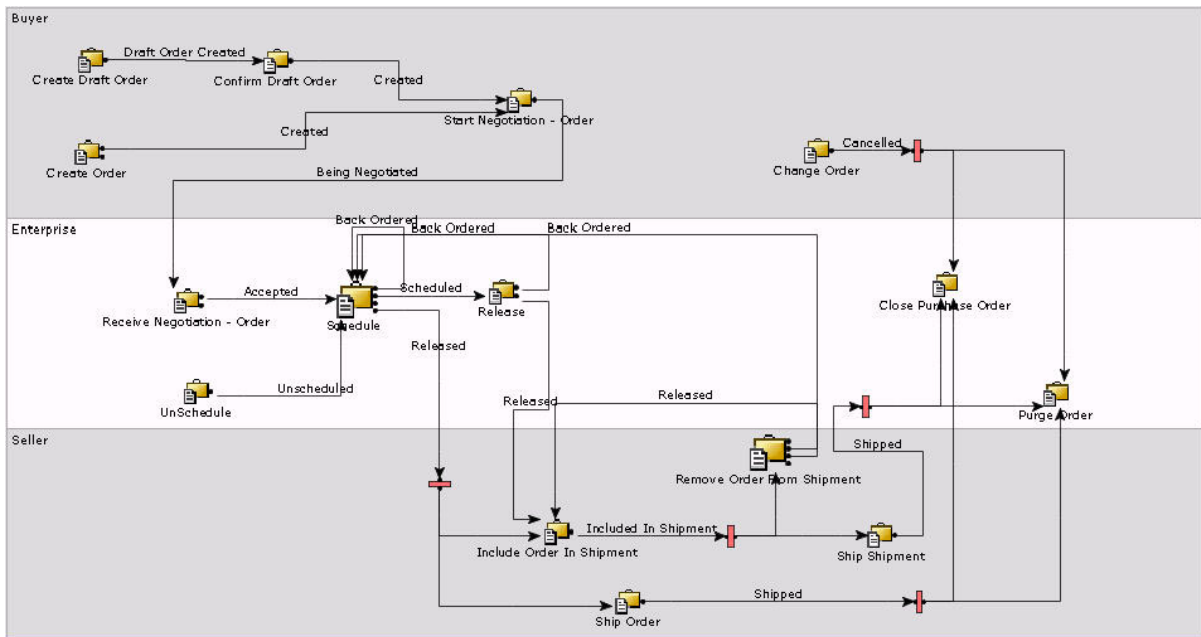 Buyer
Draft Order Created
Create Draft Order
Confirm Draft Order
Created
Start Negotiation - Order
Created
Cancelled
Create Order
Change Order
Being Negotiated
Back Ordered
Enterprise
Back Ordered
Back Ordered
Accepted
Scheduled
Close Purchase Order
Receive Negotiation - Order
Schedule
Release
Released
Unscheduled
UnSchedule
Released
Released
Purge Order
Seller
Shipped
Remove Order From Shipment
Included In Shipment
Include Order In Shipment
Ship Shipment
Shipped
Ship Order